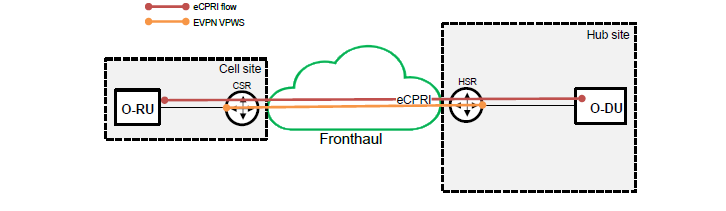 eCPRI flow
EVPN VPWS
Hub site
Cell site
CSR
HSR
O-RU
eCPRI
O-DU
Fronthaul